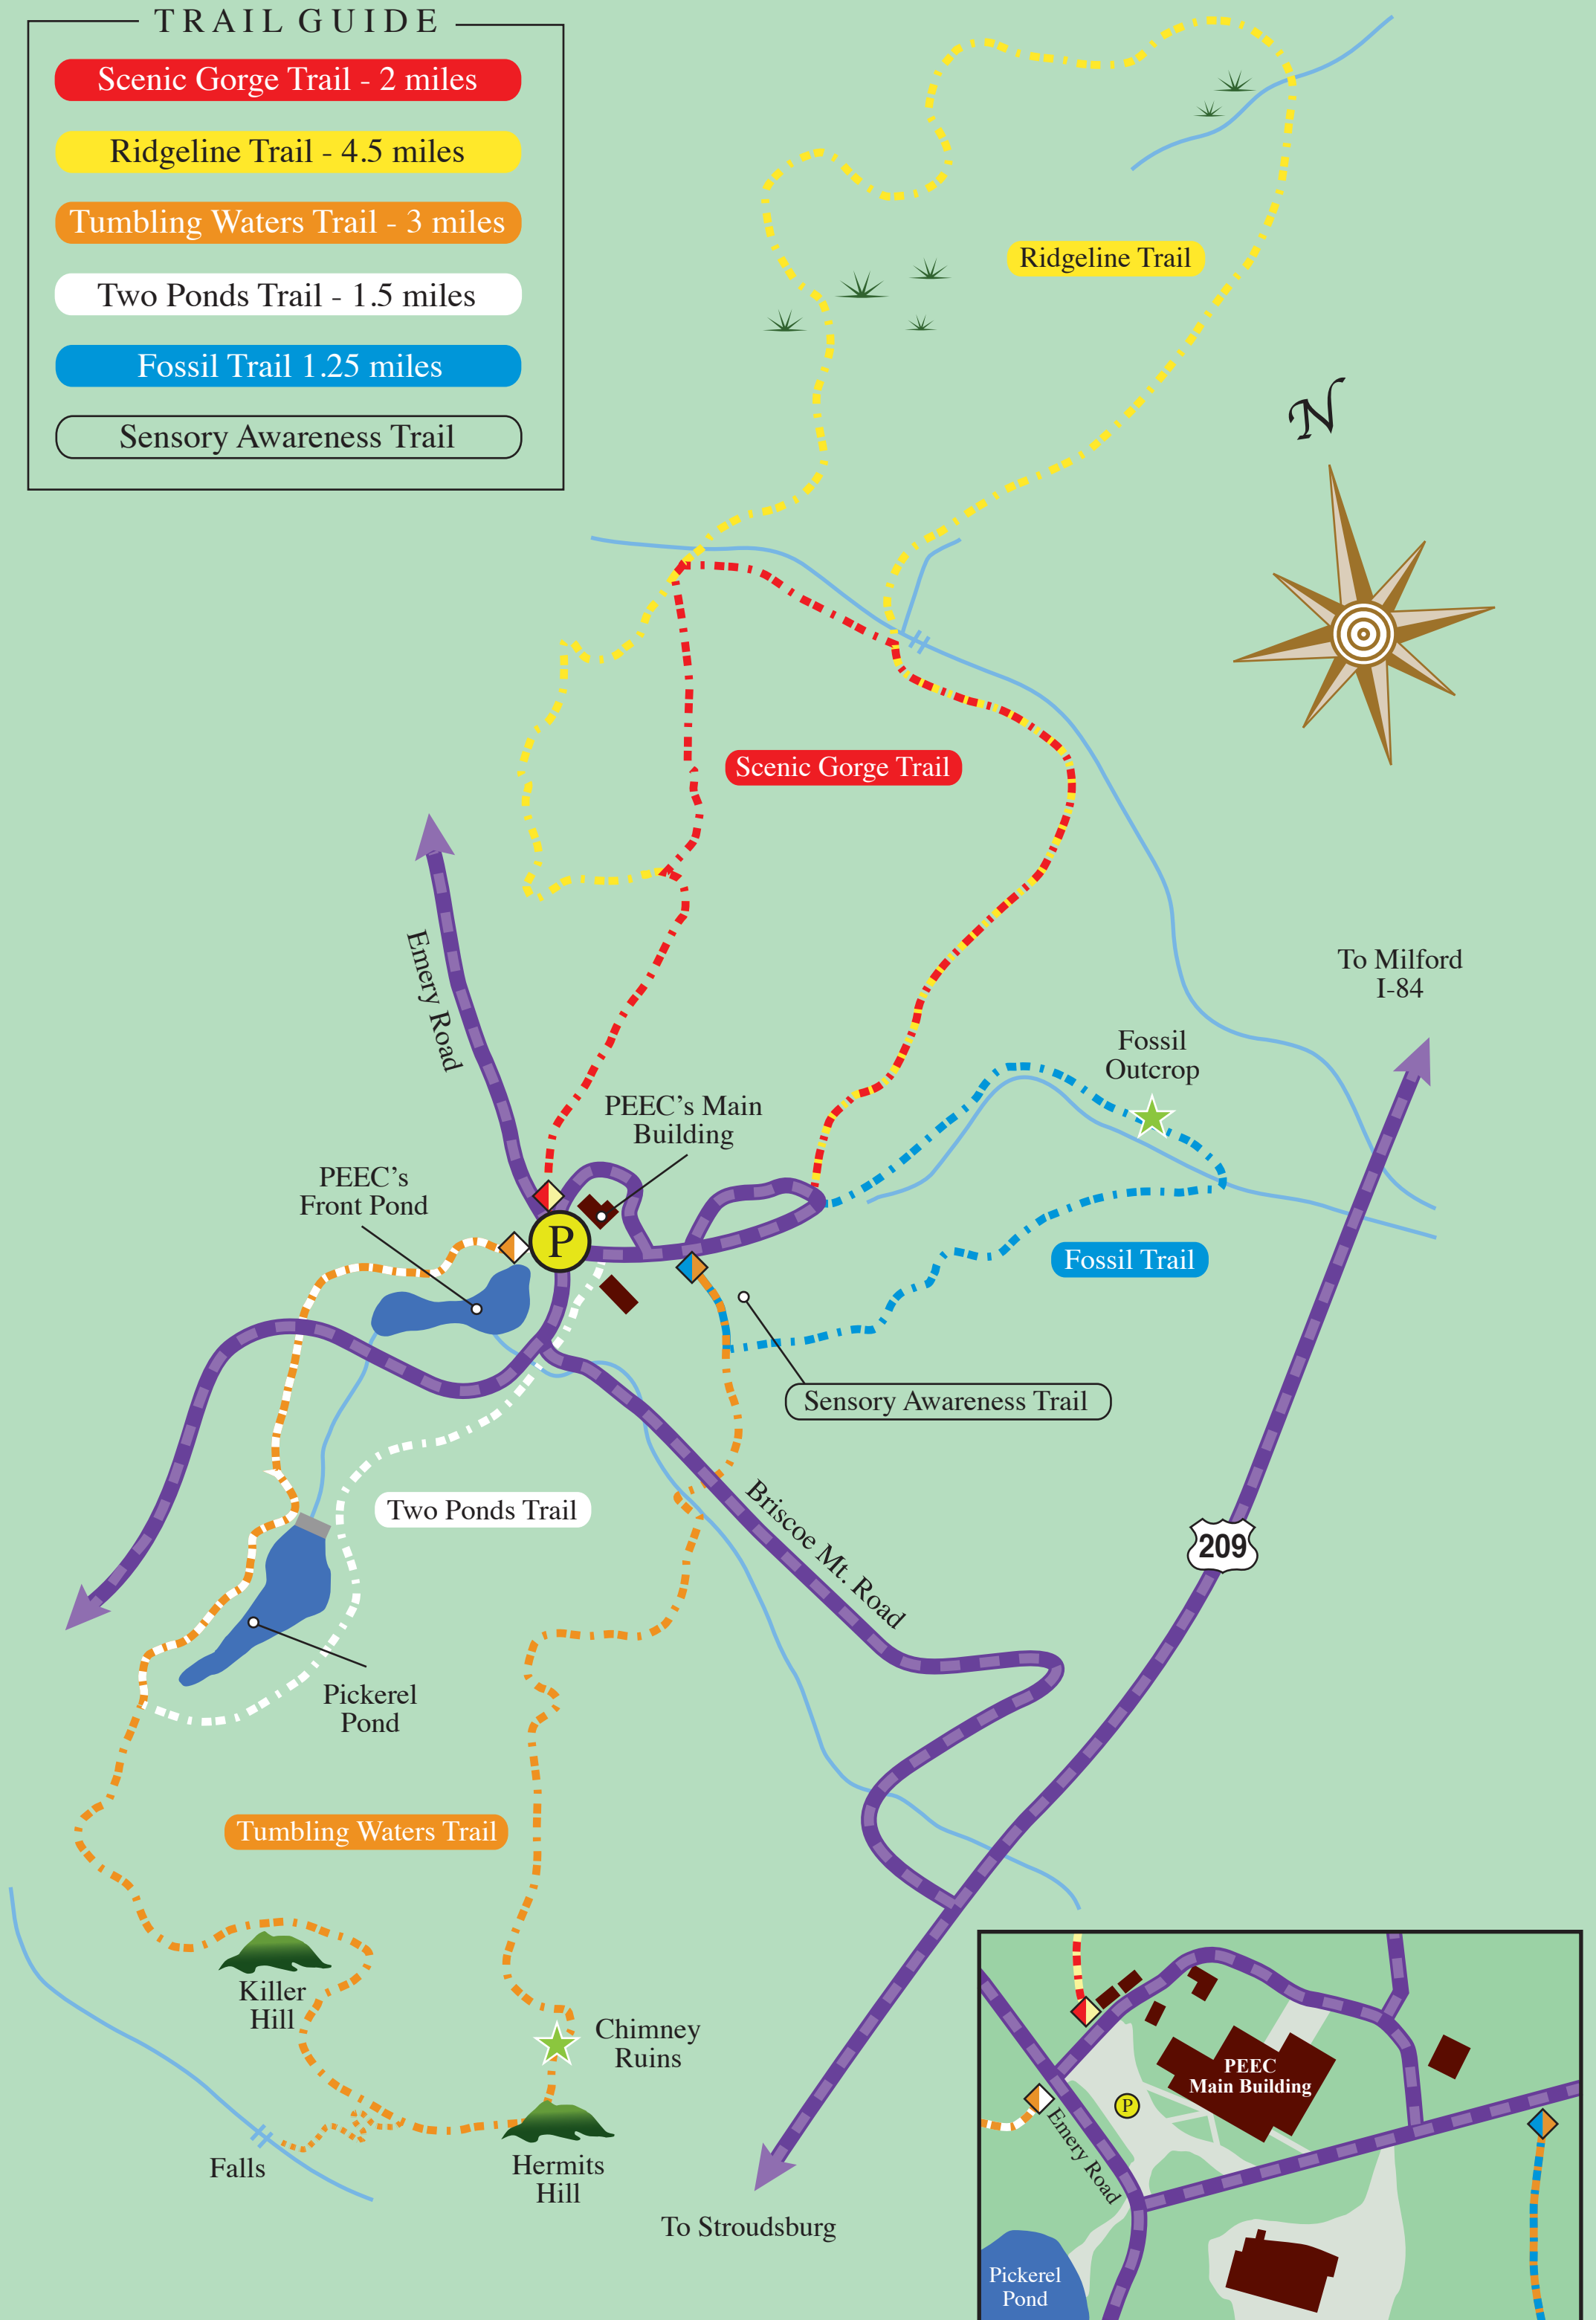 TRAIL GUIDE
Scenic Gorge Trail - 2 miles
Ridgeline Trail - 4.5 miles
Tumbling Waters Trail - 3 miles
Two Ponds Trail - 1.5 miles
Fossil Trail 1.25 miles
Sensory Awareness Trail
Ridgeline Trail
N
Scenic Gorge Trail
Emery Road
To Milford
I-84
Fossil
Outcrop
PEEC’s Main
Building
PEEC’s
Front Pond
P
Fossil Trail
Sensory Awareness Trail
Two Ponds Trail
Briscoe Mt. Road
209
Pickerel
Pond
Tumbling Waters Trail
Killer
Hill
Chimney
Ruins
Falls
Hermits
Hill
To Stroudsburg
PEEC
Main Building
P
Emery Road
Pickerel
Pond